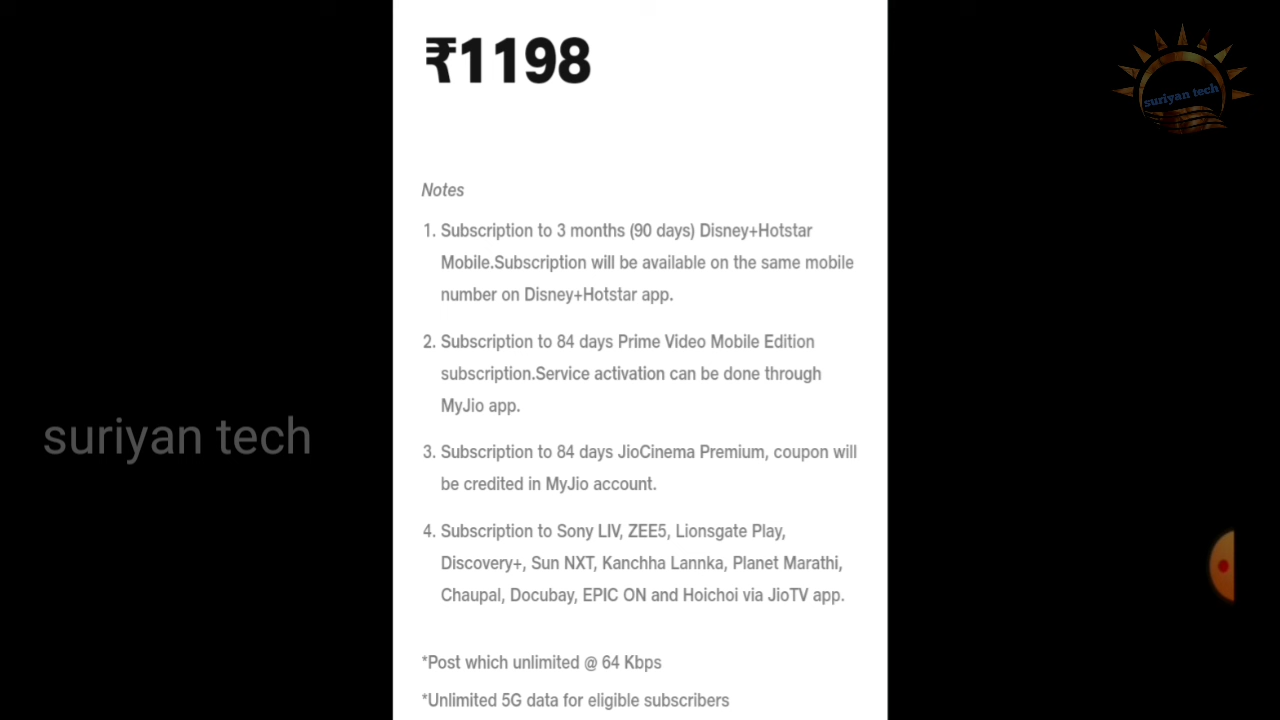 ₹1198
suriyan tech
Notes
1. Subscription to 3 months (90 days) Disney+Hotstar
Mobile.Subscription will be available on the same mobile
number on Disney+Hotstar app.
2. Subscription to 84 days Prime Video Mobile Edition
subscription.Service activation can be done through
MyJio app.
3. Subscription to 84 days JioCinema Premium, coupon will
be credited in MyJio account.
suriyan tech
4. Subscription to Sony LIV, ZEE5, Lionsgate Play,
Discovery+, Sun NXT, Kanchha Lannka, Planet Marathi,
Chaupal, Docubay, EPIC ON and Hoichoi via JioTV app.
*Post which unlimited @ 64 Kbps
*Unlimited 5G data for eligible subscribers